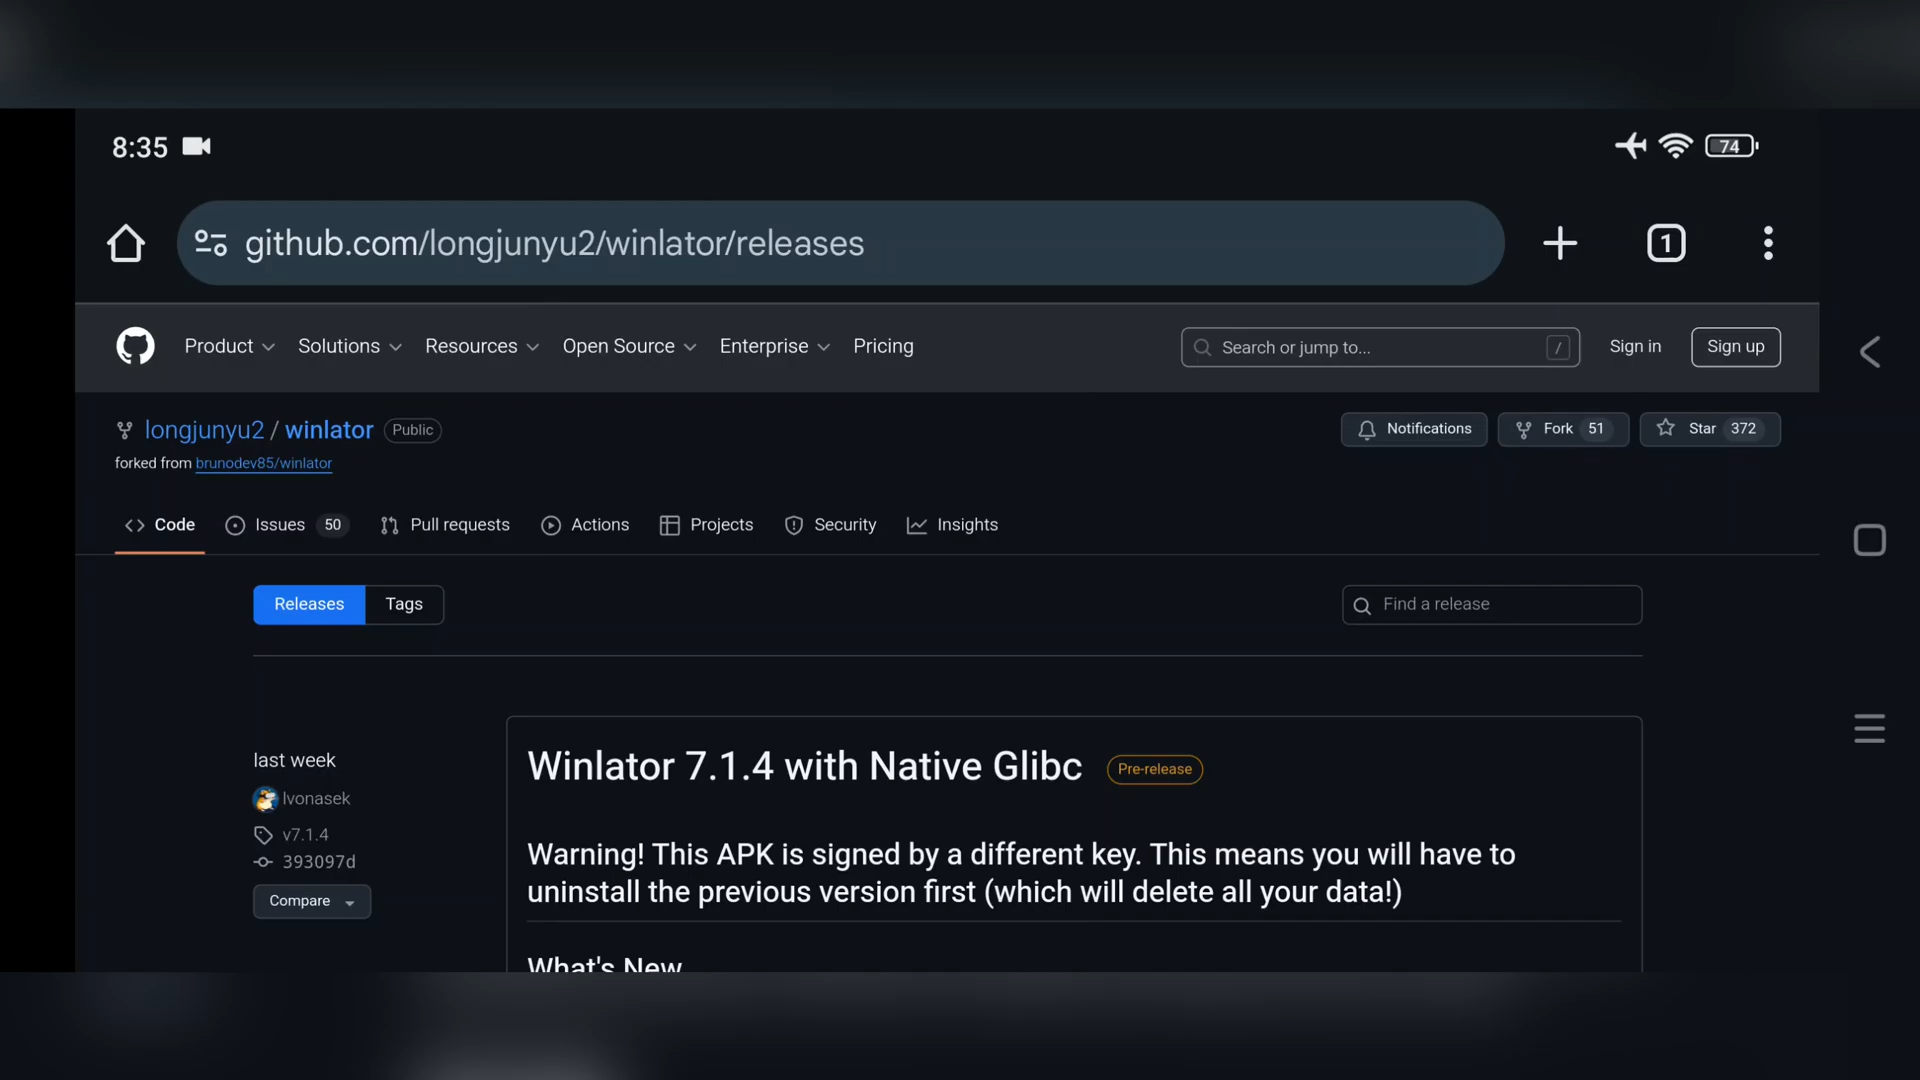 8:35
74
github.com/longjunyu2/winlator/releases
1
Product Solutions Resources Open Source Enterprise Pricing
Search or jump to... /
Sign in Sign up
longjunyu2 / winlator Public
Notifications Fork 51 Star 372
forked from brunodev85/winlator
Code Issues 50 Pull requests Actions Projects Security Insights
Releases Tags
Find a release
last week
lvonasek
v7.1.4
393097d
Compare
Winlator 7.1.4 with Native Glibc Pre-release
Warning! This APK is signed by a different key. This means you will have to
uninstall the previous version first (which will delete all your data!)
What's New